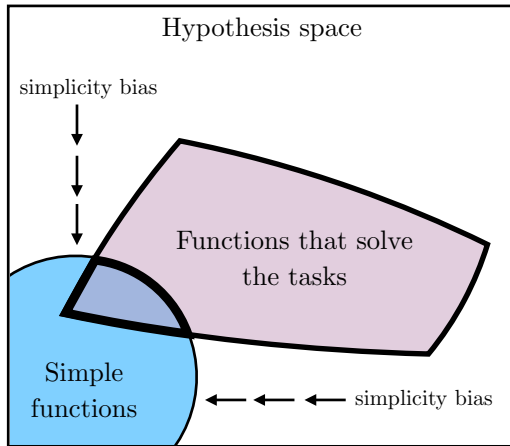 Hypothesis space
simplicity bias
Functions that solve
the tasks
Simple
functions
simplicity bias